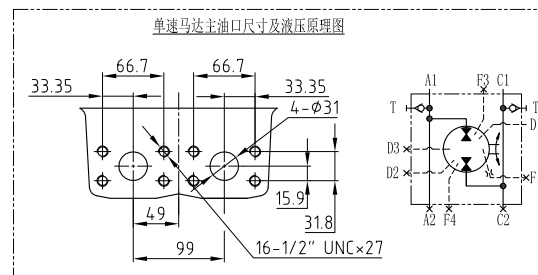 单速马达主油口尺寸及液压原理图
66.7 66.7
33.35 33.35
4-Φ31
15.9
31.8
49
99
16-1/2" UNC×27
A1 F3 C1
T T
D
D3
D2 F
A2 F4 C2